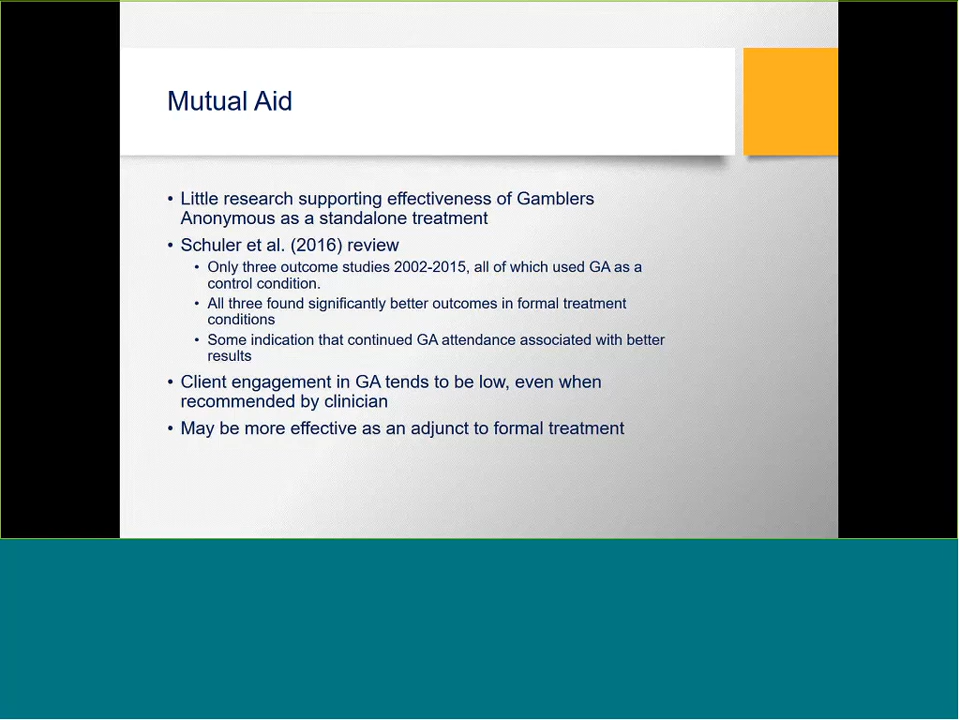 Mutual Aid
• Little research supporting effectiveness of Gamblers
Anonymous as a standalone treatment
• Schuler et al. (2016) review
• Only three outcome studies 2002-2015, all of which used GA as a
control condition.
• All three found significantly better outcomes in formal treatment
conditions
• Some indication that continued GA attendance associated with better
results
• Client engagement in GA tends to be low, even when
recommended by clinician
• May be more effective as an adjunct to formal treatment